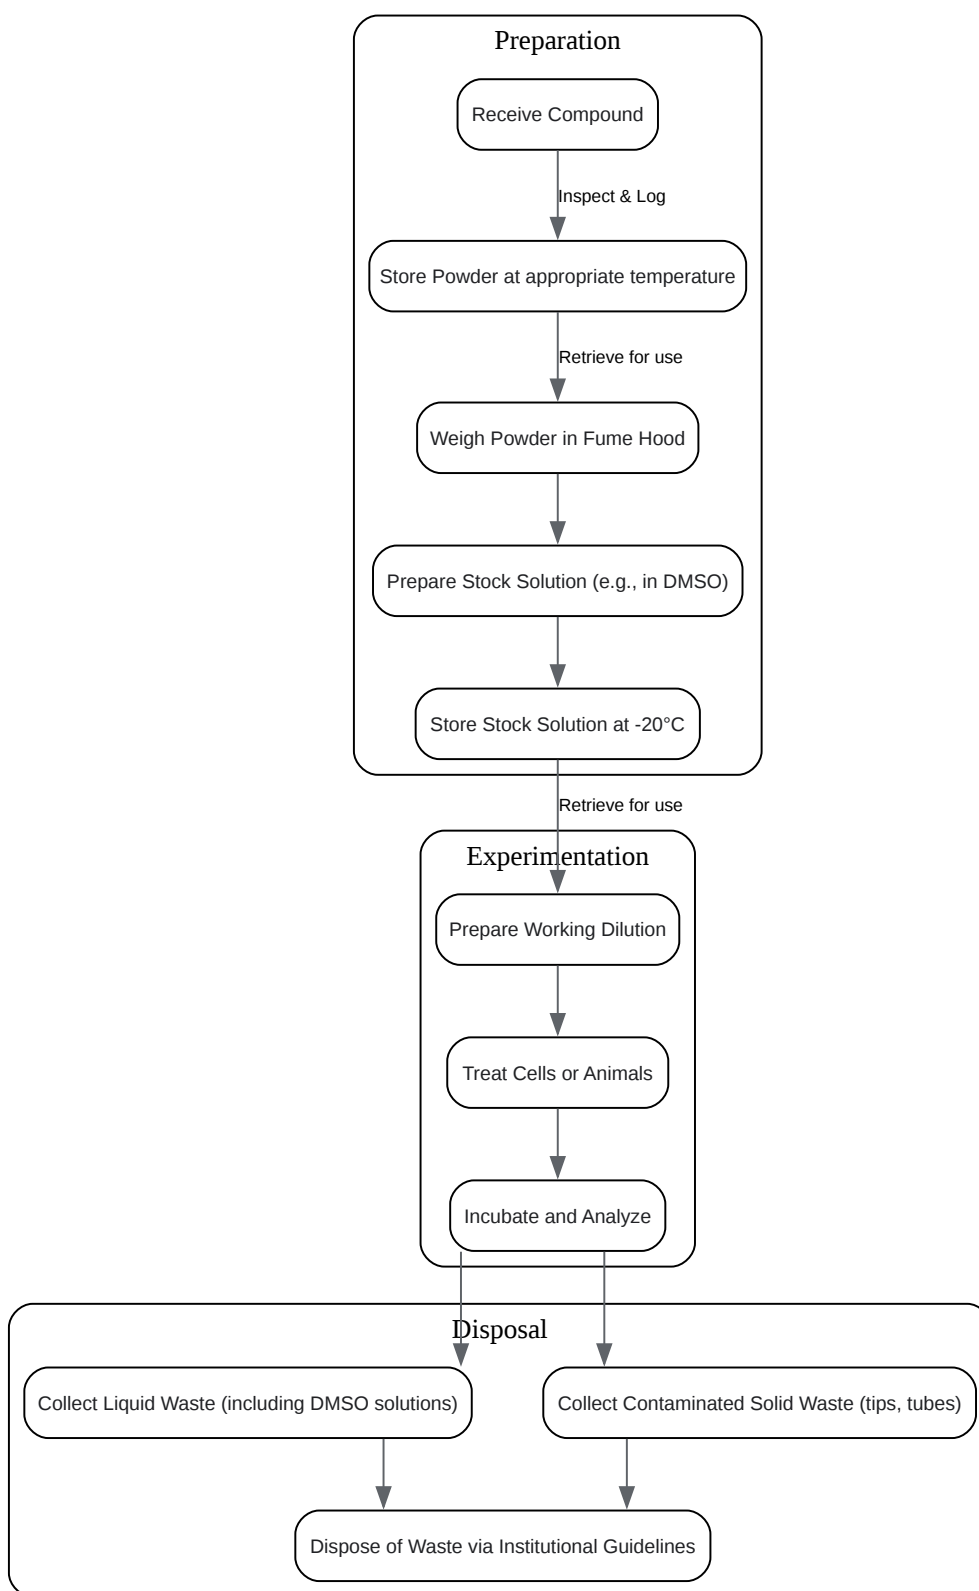 Preparation
Receive Compound
Inspect & Log
Store Powder at appropriate temperature
Retrieve for use
Weigh Powder in Fume Hood
Prepare Stock Solution (e.g., in DMSO)
Store Stock Solution at -20°C
Retrieve for use
Experimentation
Prepare Working Dilution
Treat Cells or Animals
Incubate and Analyze
Disposal
Collect Liquid Waste (including DMSO solutions)
Collect Contaminated Solid Waste (tips, tubes)
Dispose of Waste via Institutional Guidelines